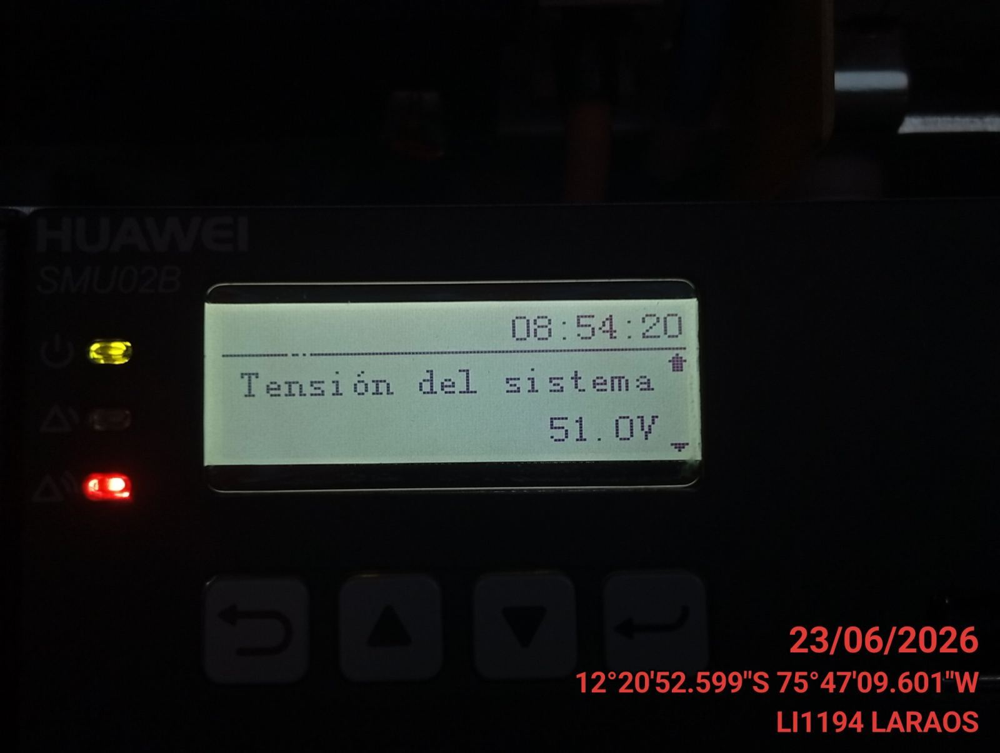 HUAWEI
SMU02B
08:54:20
Tensión del sistema
51.0V
23/06/2026
12°20'52.599"S 75°47'09.601"W
LI1194 LARAOS